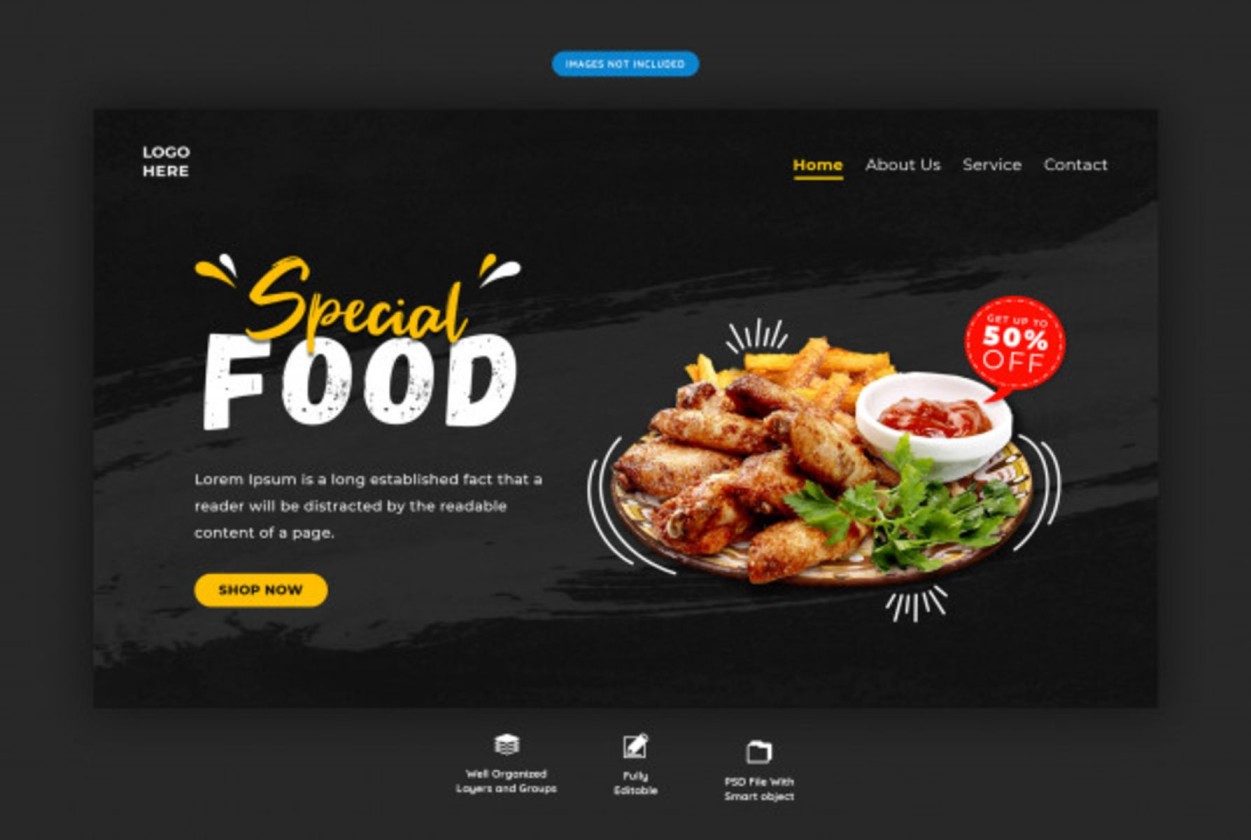 IMAGES NOT INCLUDED
LOGO
HERE
Home About Us Service Contact
Special
FOOD
GET UP TO
50%
OFF
Lorem Ipsum is a long established fact that a
reader will be distracted by the readable
content of a page.
SHOP NOW
Well Organized
Layers and Groups
Fully
Editable
PSD File With
Smart object